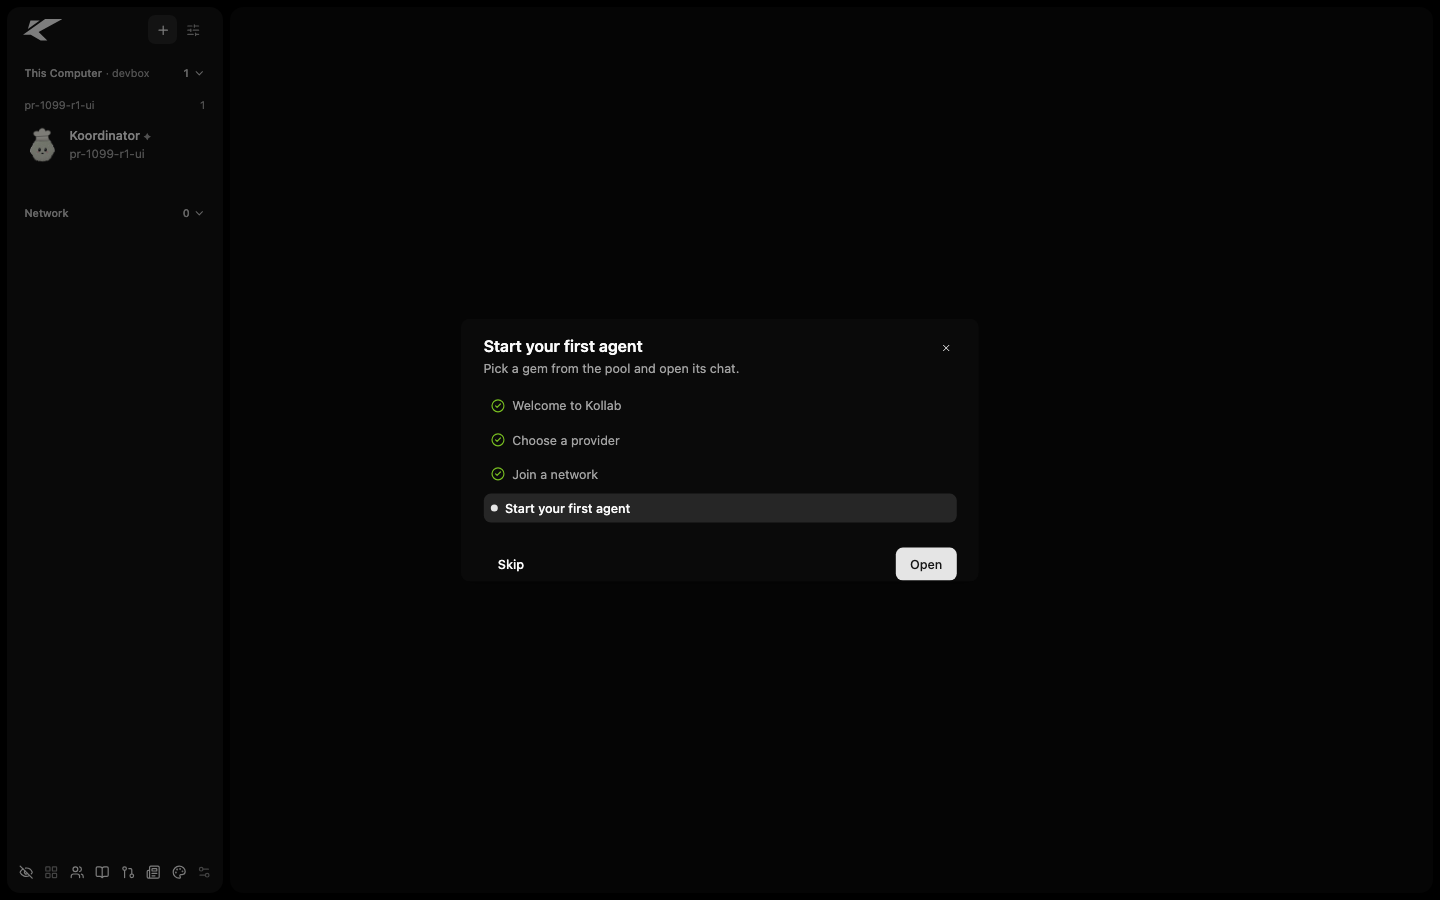 This Computer · devbox 1
pr-1099-r1-ui 1
Koordinator
pr-1099-r1-ui
Network 0
Start your first agent
Pick a gem from the pool and open its chat.
Welcome to Kollab
Choose a provider
Join a network
Start your first agent
Skip
Open